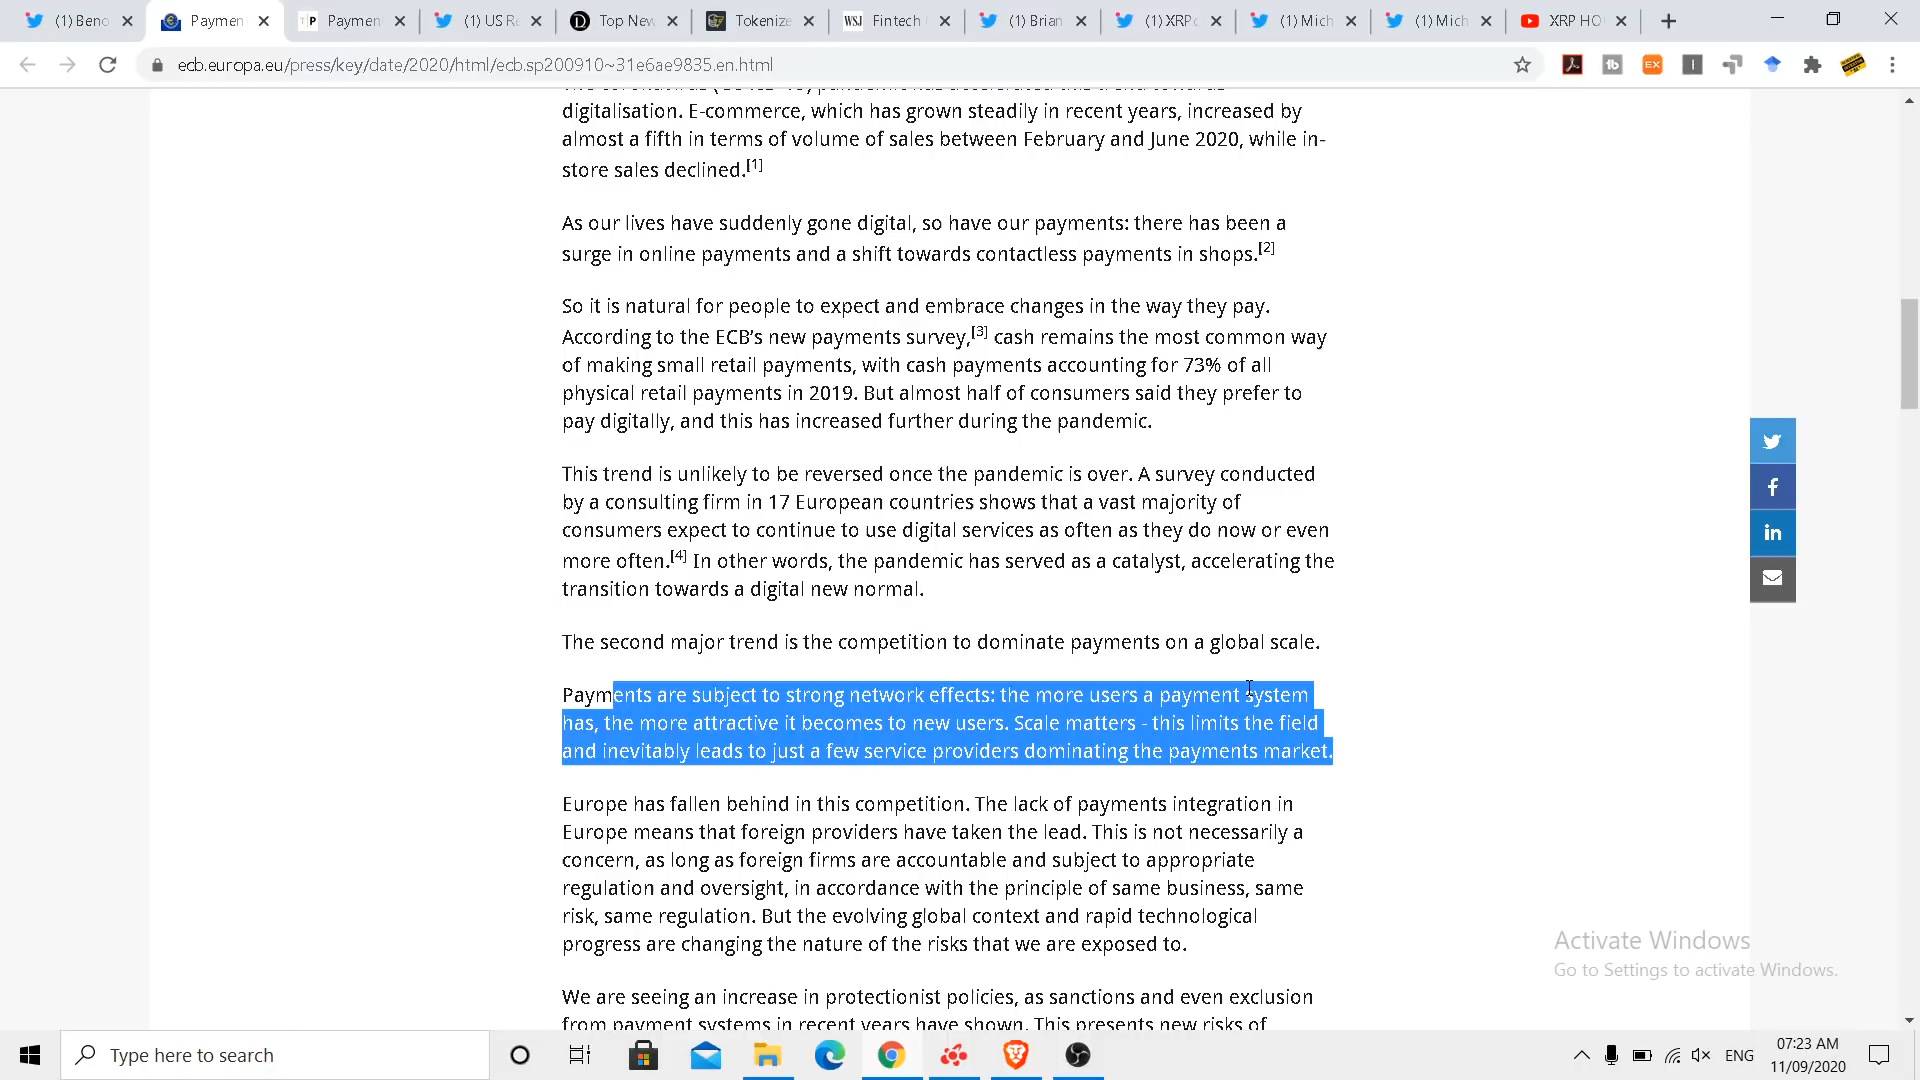 (1) Beno
Paymen
Paymen
(1) US Re
Top New
Tokenize
WSJ
Fintech
(1) Brian
(1) XRPc
(1) Mich
(1) Mich
XRP HO
ecb.europa.eu/press/key/date/2020/html/ecb.sp200910~31e6ae9835.en.html
digitalisation. E-commerce, which has grown steadily in recent years, increased by
almost a fifth in terms of volume of sales between February and June 2020, while in-
store sales declined.[1]
As our lives have suddenly gone digital, so have our payments: there has been a
surge in online payments and a shift towards contactless payments in shops.[2]
So it is natural for people to expect and embrace changes in the way they pay.
According to the ECB’s new payments survey,[3] cash remains the most common way
of making small retail payments, with cash payments accounting for 73% of all
physical retail payments in 2019. But almost half of consumers said they prefer to
pay digitally, and this has increased further during the pandemic.
This trend is unlikely to be reversed once the pandemic is over. A survey conducted
by a consulting firm in 17 European countries shows that a vast majority of
consumers expect to continue to use digital services as often as they do now or even
more often.[4] In other words, the pandemic has served as a catalyst, accelerating the
transition towards a digital new normal.
The second major trend is the competition to dominate payments on a global scale.
Payments are subject to strong network effects: the more users a payment system
has, the more attractive it becomes to new users. Scale matters - this limits the field
and inevitably leads to just a few service providers dominating the payments market.
Europe has fallen behind in this competition. The lack of payments integration in
Europe means that foreign providers have taken the lead. This is not necessarily a
concern, as long as foreign firms are accountable and subject to appropriate
regulation and oversight, in accordance with the principle of same business, same
risk, same regulation. But the evolving global context and rapid technological
progress are changing the nature of the risks that we are exposed to.
We are seeing an increase in protectionist policies, as sanctions and even exclusion
from payment systems in recent years have shown. This presents new risks of
Activate Windows
Go to Settings to activate Windows.
Type here to search
ENG
07:23 AM
11/09/2020